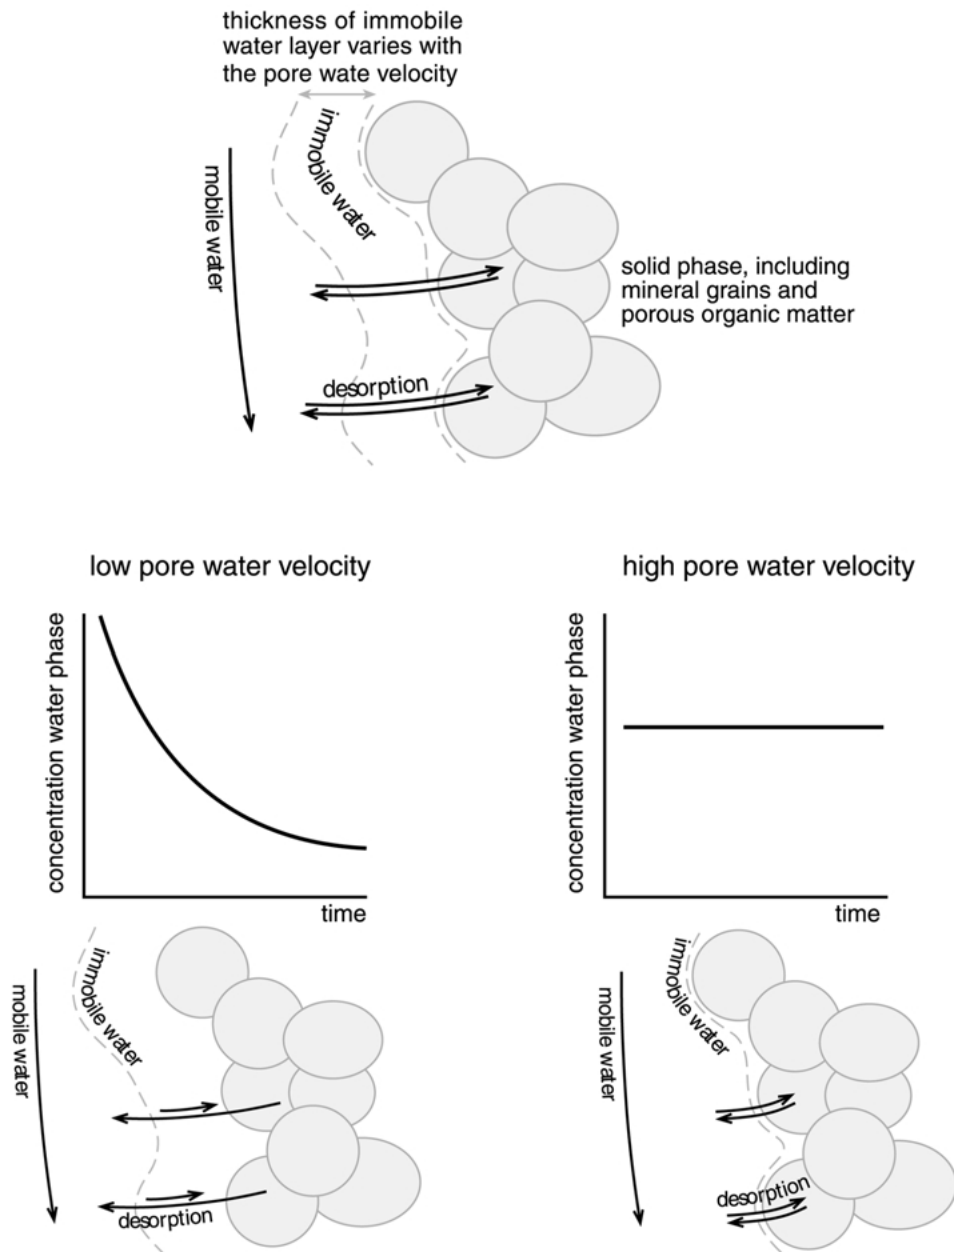 thickness of immobile
water layer varies with
the pore wate velocity
immobile water
mobile water
solid phase, including
mineral grains and
porous organic matter
desorption
low pore water velocity
high pore water velocity
concentration water phase
time
concentration water phase
time
immobile water
mobile water
desorption
immobile water
mobile water
desorption